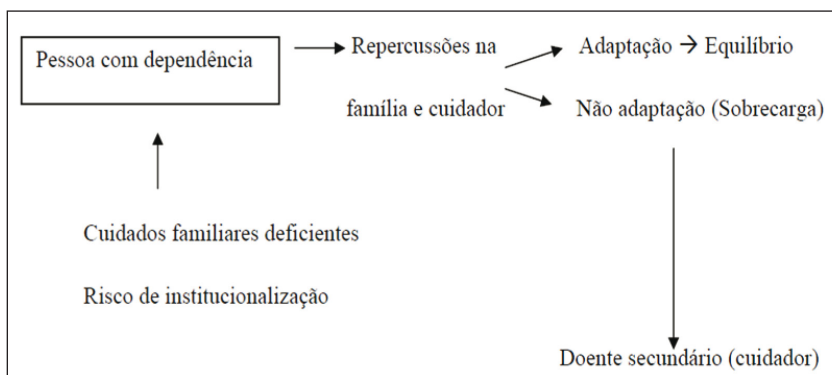 Pessoa com dependência
Repercussões na
família e cuidador
Adaptação → Equilíbrio
Não adaptação (Sobrecarga)
Cuidados familiares deficientes
Risco de institucionalização
Doente secundário (cuidador)